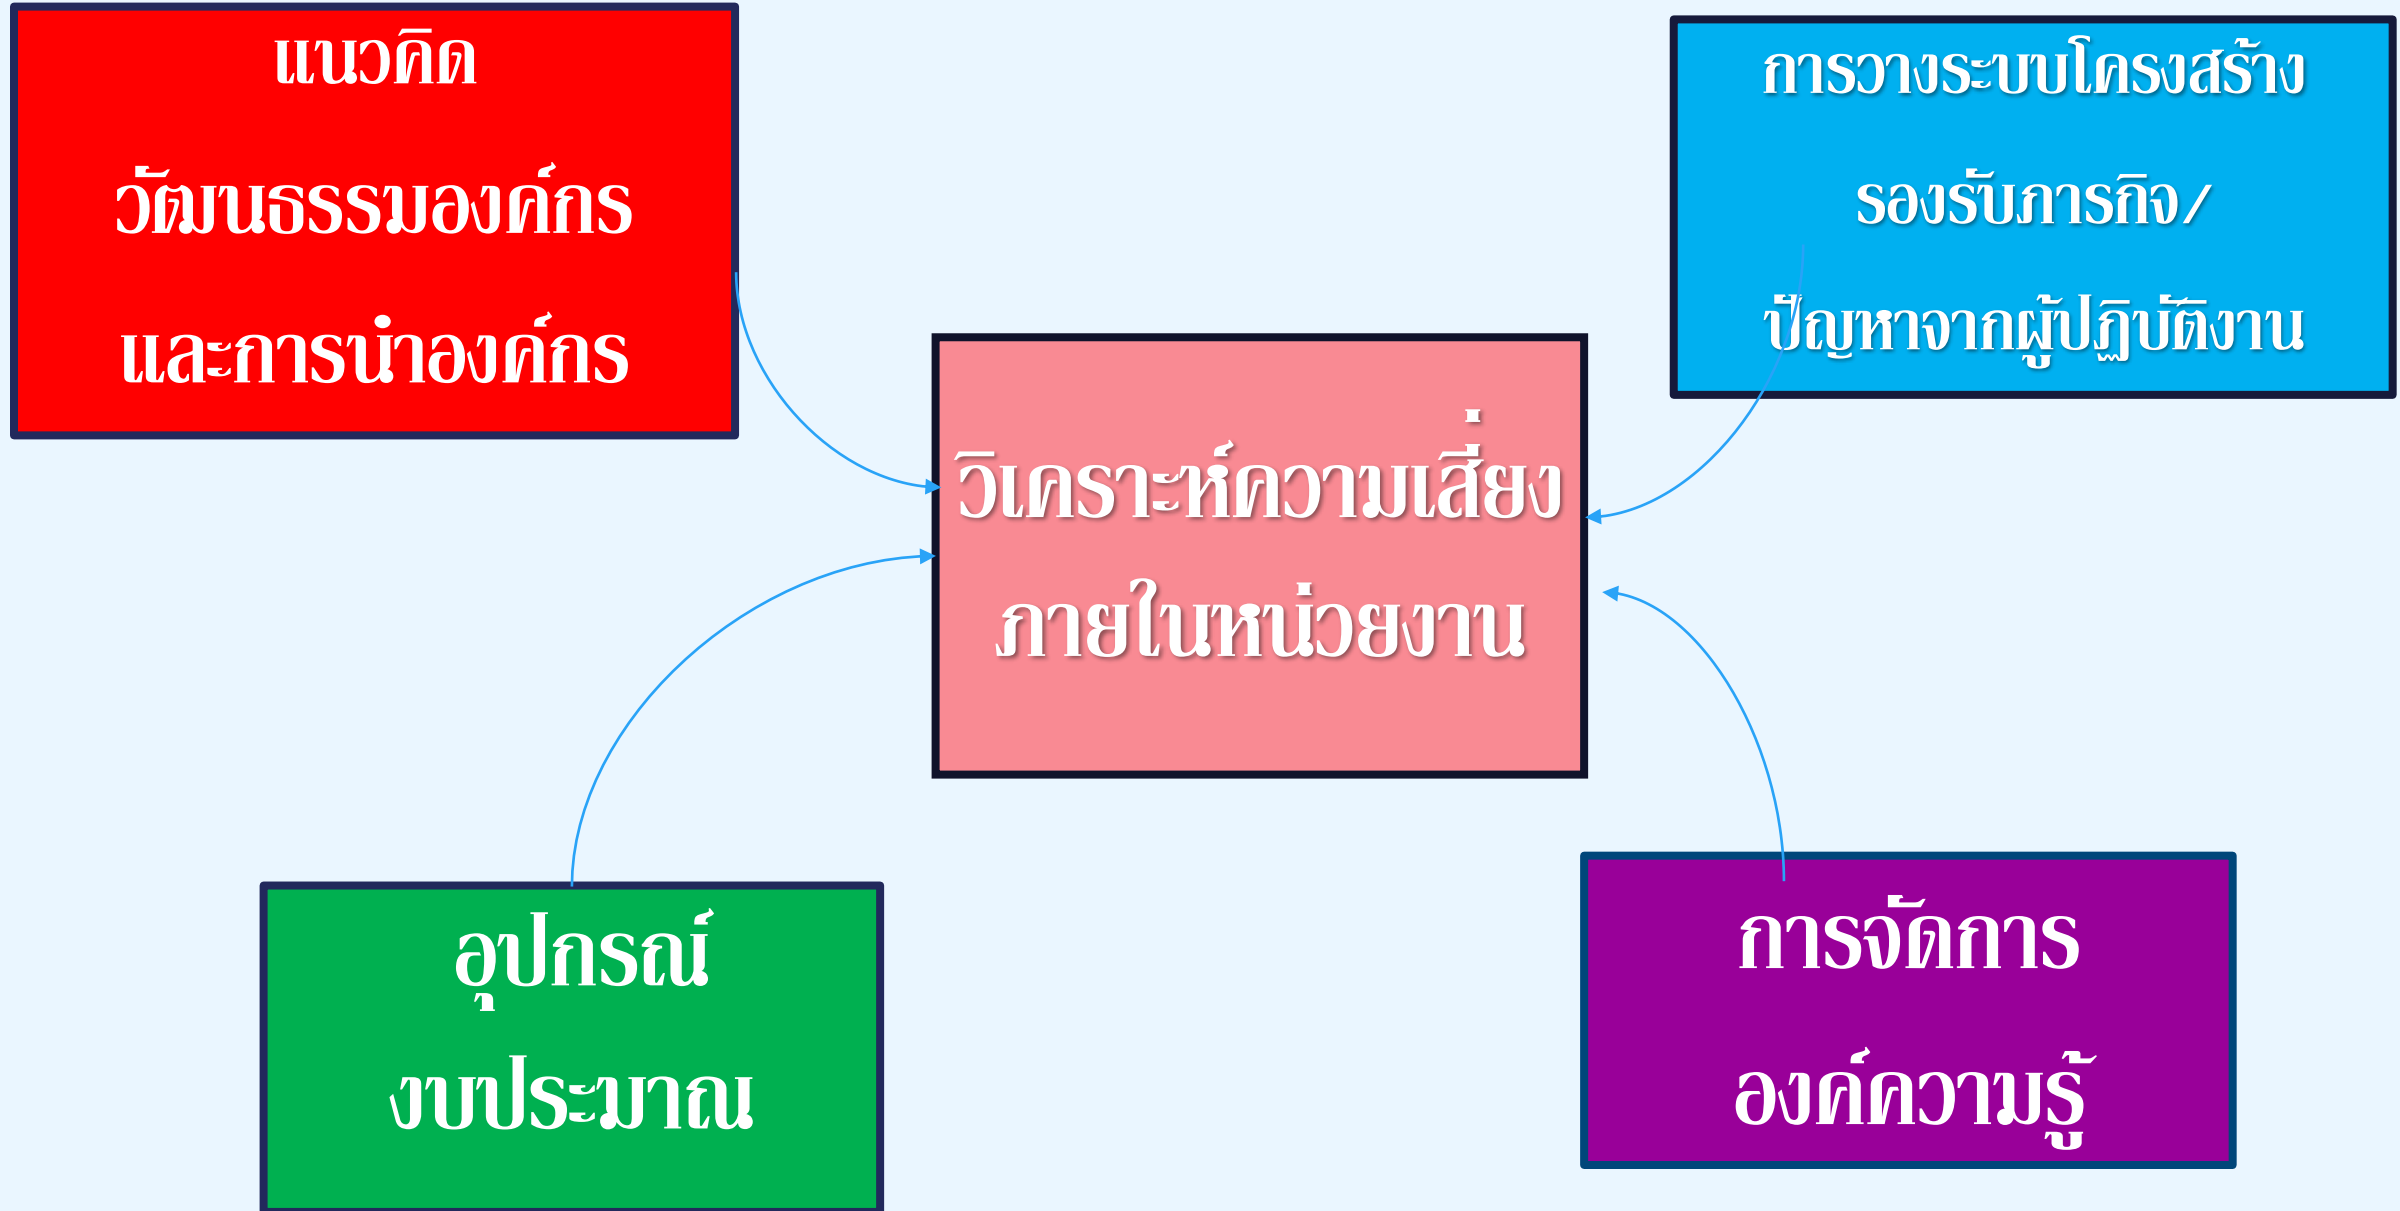 แนวคิด
วัฒนธรรมองค์กร
และการนำองค์กร
การวางระบบโครงสร้าง
รองรับภารกิจ/
ปัญหาจากผู้ปฏิบัติงาน
วิเคราะห์ความเสี่ยง
ภายในหน่วยงาน
อุปกรณ์
งบประมาณ
การจัดการ
องค์ความรู้